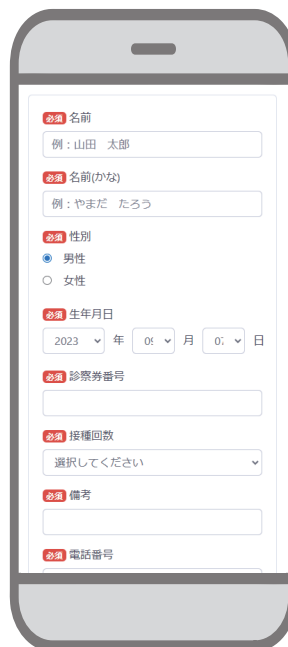 必須 名前
例：山田　太郎
必須 名前(かな)
例：やまだ　たろう
必須 性別
男性
女性
必須 生年月日
2023 年 月 日
必須 診察券番号
必須 接種回数
選択してください
必須 備考
必須 電話番号